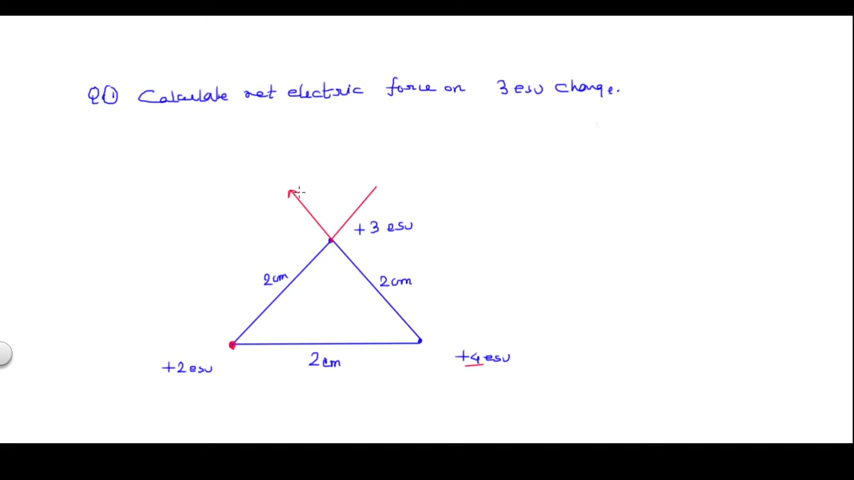 Q① Calculate net electric force on 3 esu charge.
+3 esu
2cm 2cm
+2esu 2cm +4esu